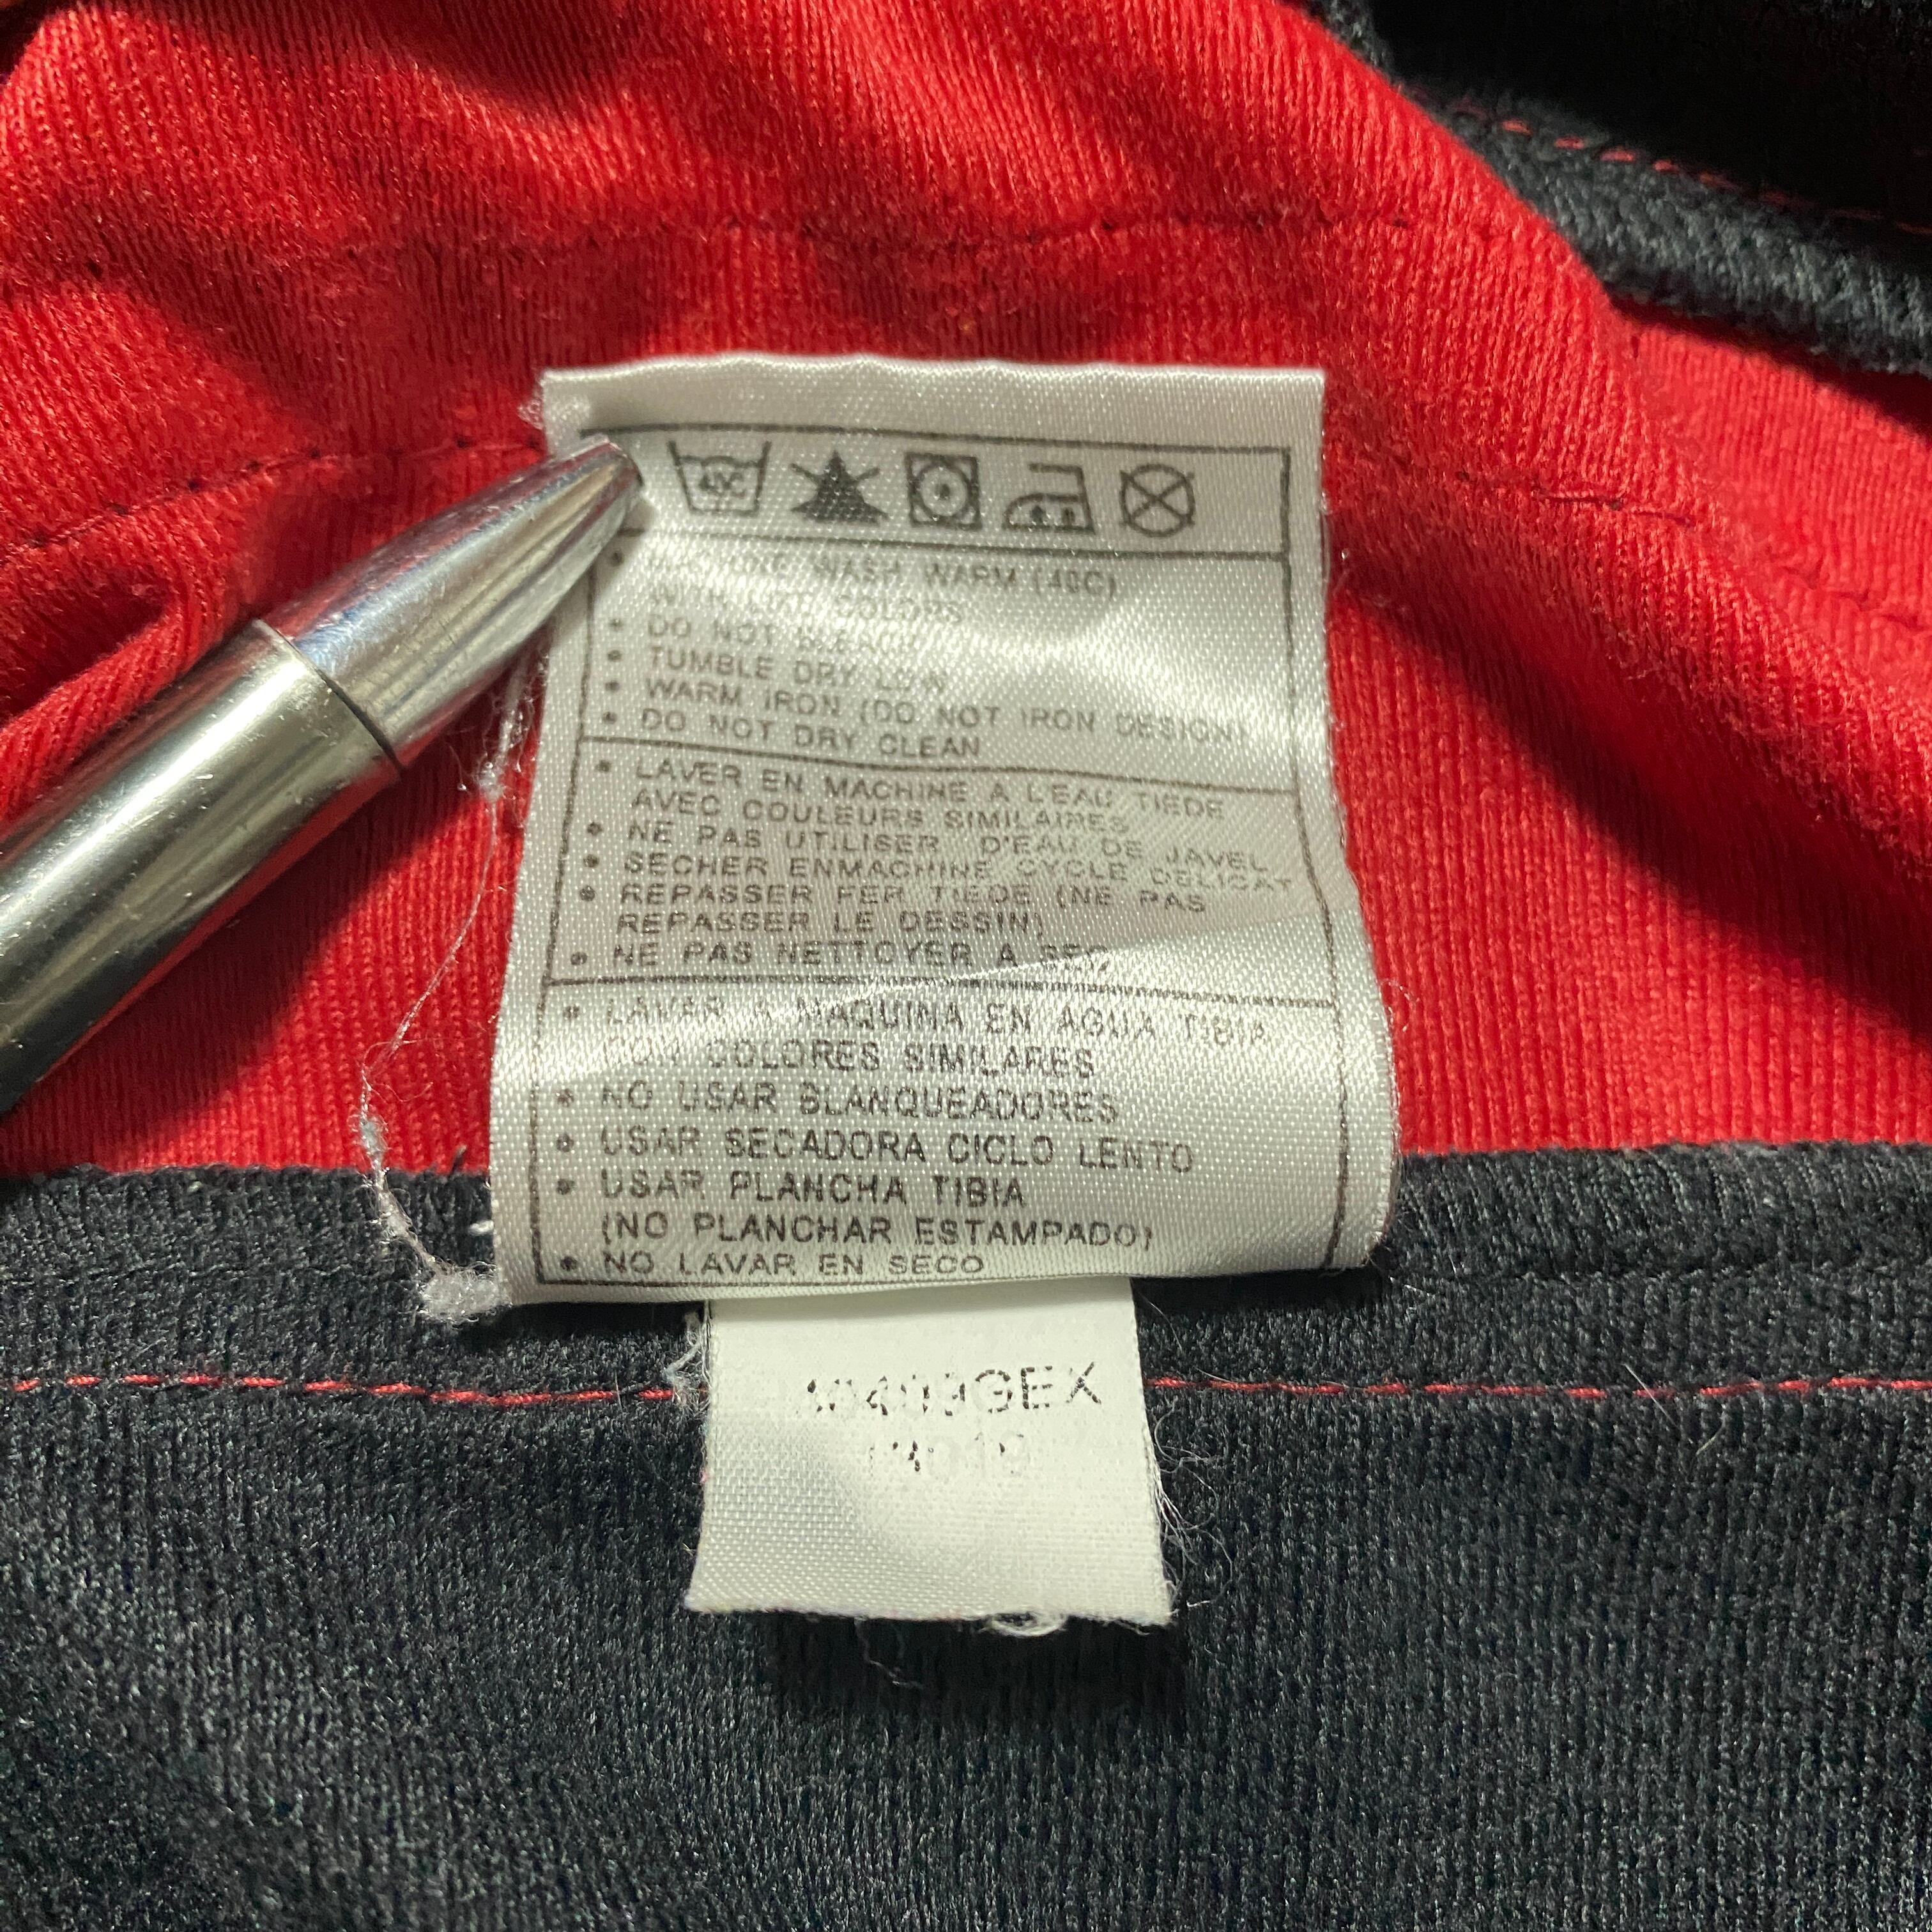 40C
• MACHINE WASH WARM (40C)
WITH LIKE COLORS
• DO NOT BLEACH
• TUMBLE DRY LOW
• WARM IRON (DO NOT IRON DESIGN)
• DO NOT DRY CLEAN
• LAVER EN MACHINE A L'EAU TIEDE
AVEC COULEURS SIMILAIRES
• NE PAS UTILISER D'EAU DE JAVEL
• SECHER ENMACHINE CYCLE DELICAT
• REPASSER FER TIEDE (NE PAS
REPASSER LE DESSIN)
• NE PAS NETTOYER A SEC
• LAVAR A MAQUINA EN AGUA TIBIA
CON COLORES SIMILARES
• NO USAR BLANQUEADORES
• USAR SECADORA CICLO LENTO
• USAR PLANCHA TIBIA
(NO PLANCHAR ESTAMPADO)
• NO LAVAR EN SECO